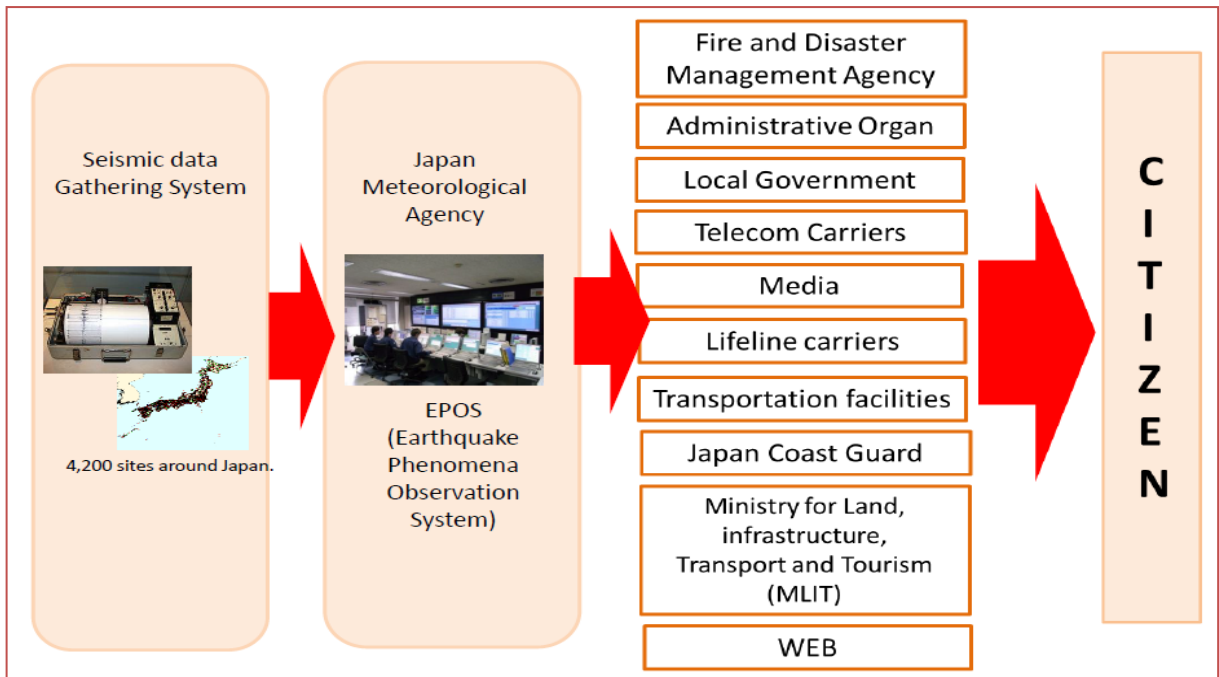 Seismic data
Gathering System
4,200 sites around Japan.
Japan
Meteorological
Agency
EPOS
(Earthquake
Phenomena
Observation
System)
Fire and Disaster
Management Agency
Administrative Organ
Local Government
Telecom Carriers
Media
Lifeline carriers
Transportation facilities
Japan Coast Guard
Ministry for Land,
infrastructure,
Transport and Tourism
(MLIT)
WEB
CITIZEN